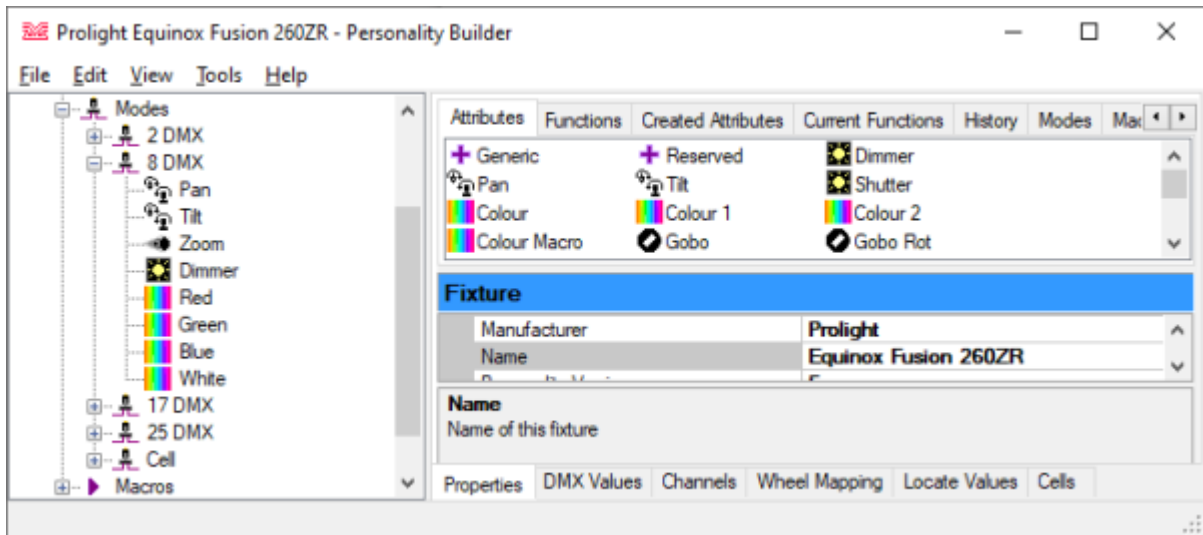 Prolight Equinox Fusion 260ZR - Personality Builder
File Edit View Tools Help
Modes
2 DMX
8 DMX
Pan
Tilt
Zoom
Dimmer
Red
Green
Blue
White
17 DMX
25 DMX
Cell
Macros
Attributes Functions Created Attributes Current Functions History Modes
Generic Reserved Dimmer
Pan Tilt Shutter
Colour Colour 1 Colour 2
Colour Macro Gobo Gobo Rot
Fixture
Manufacturer Prolight
Name Equinox Fusion 260ZR
Name
Name of this fixture
Properties DMX Values Channels Wheel Mapping Locate Values Cells